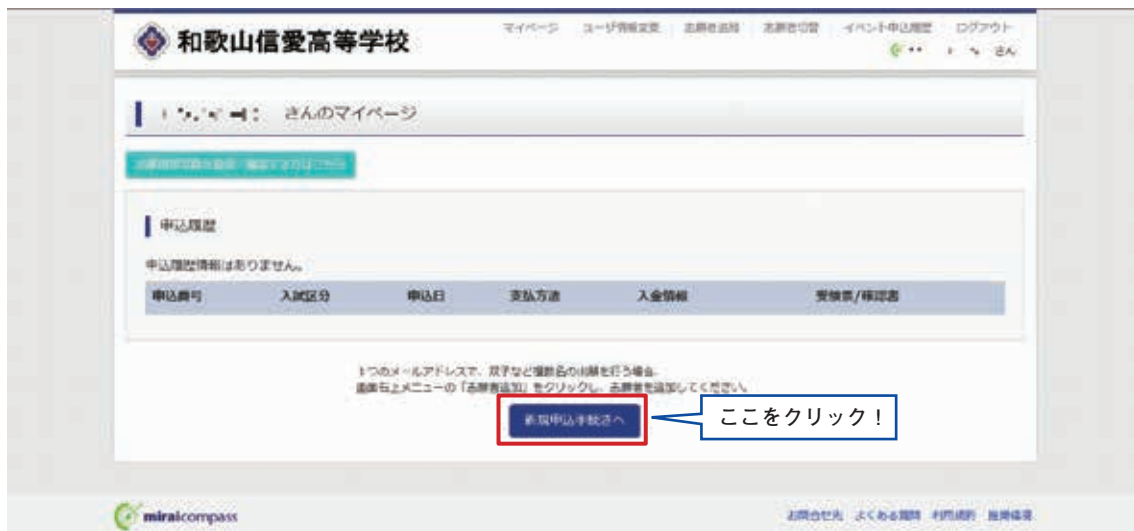 和歌山信愛高等学校
マイページ ユーザ情報変更 志願者追加 志願者切替 イベント申込履歴 ログアウト
さん
さんのマイページ
申込履歴
申込履歴情報はありません。
申込番号 入試区分 申込日 支払方法 入金情報 受験票/確認書
1つのメールアドレスで、双子など複数名の出願を行う場合、
画面右上メニューの「志願者追加」をクリックし、志願者を追加してください。
新規申込手続きへ
ここをクリック！
miraicompass
お問合せ先 よくある質問 利用規約 推奨環境